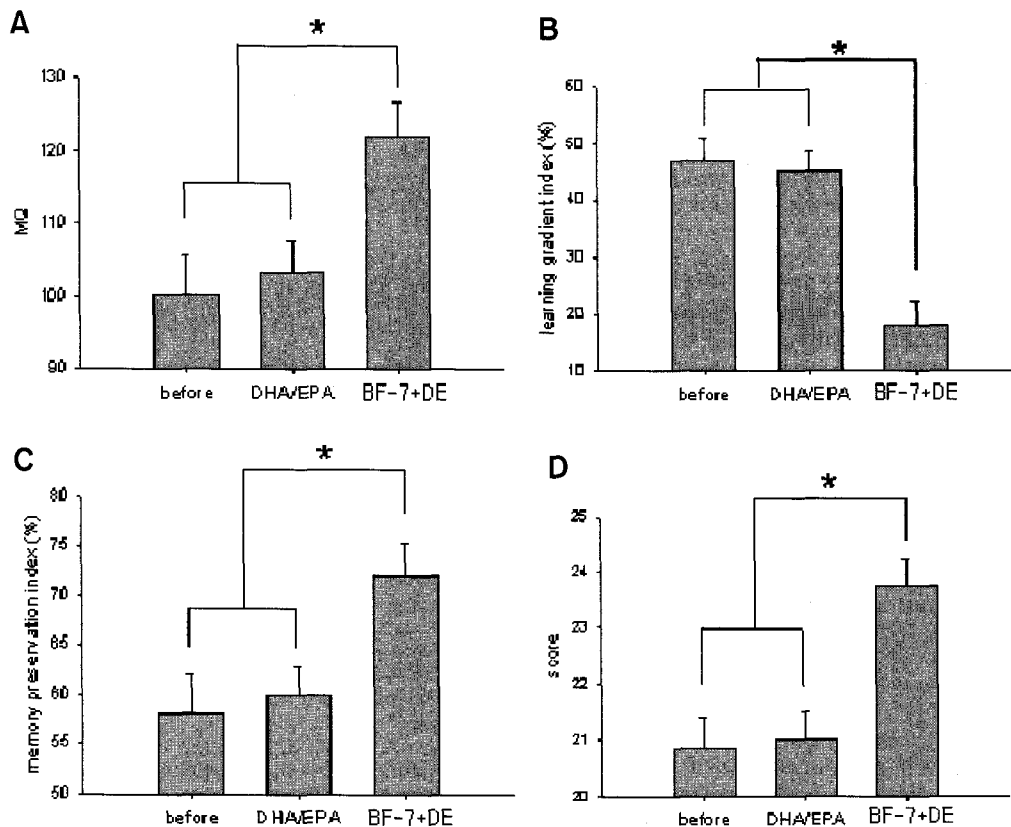 A
*
MQ
130
120
110
100
90
before DHA/EPA BF-7+DE
B
*
learning gradient index (%)
60
50
40
30
20
10
before DHA/EPA BF-7+DE
C
*
memory preservation index (%)
80
75
70
65
60
55
50
before DHA/EPA BF-7+DE
D
*
score
25
24
23
22
21
20
before DHA/EPA BF-7+DE